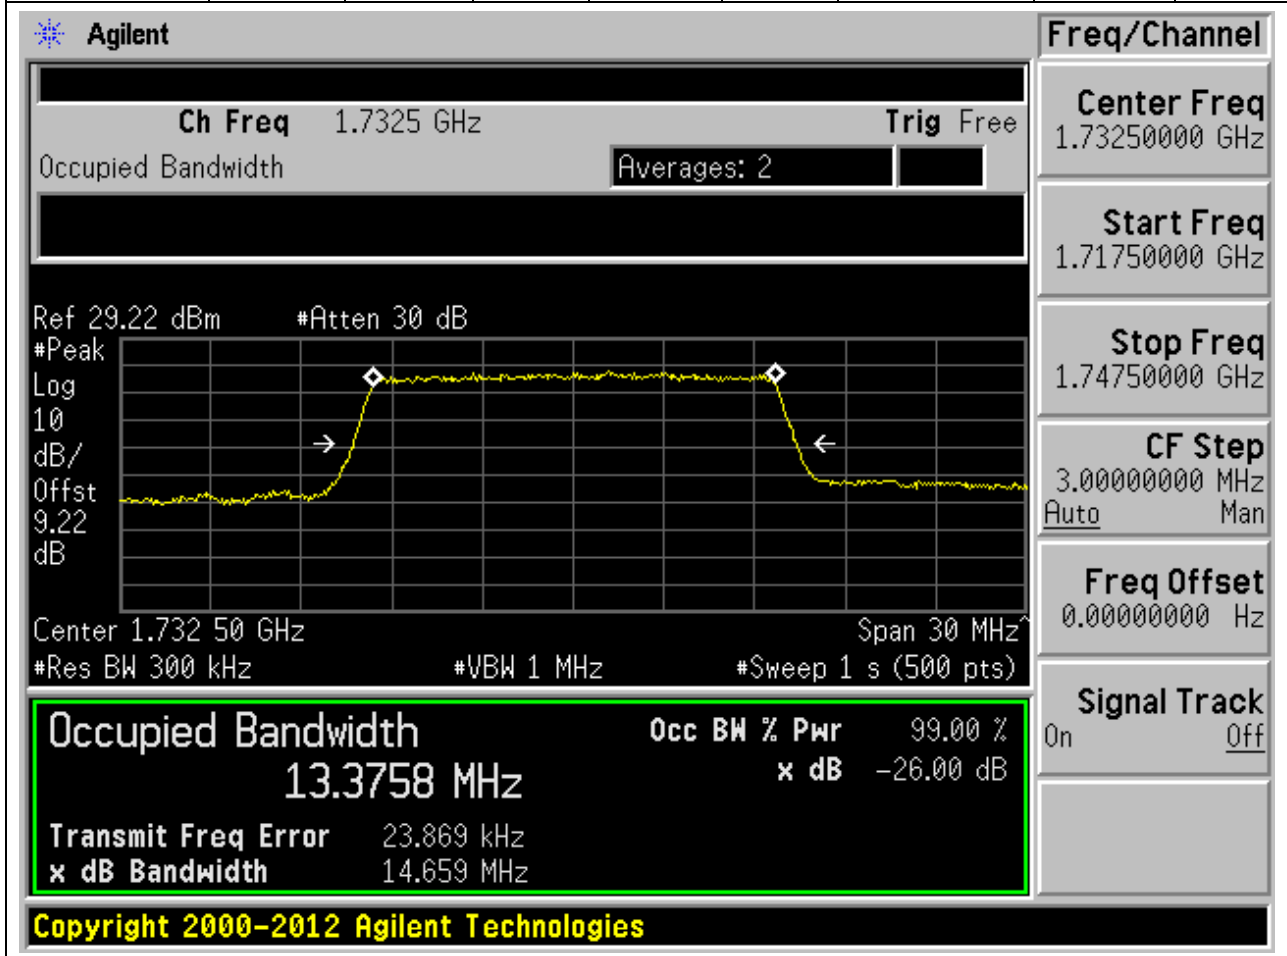 Agilent
Freq/Channel
Ch Freq 1.7325 GHz Trig Free
Occupied Bandwidth Averages: 2
Center Freq
1.73250000 GHz
Start Freq
1.71750000 GHz
Stop Freq
1.74750000 GHz
CF Step
3.00000000 MHz
Auto Man
Freq Offset
0.00000000 Hz
Signal Track
On Off
Ref 29.22 dBm #Atten 30 dB
#Peak
Log
10
dB/
Offst
9.22
dB
Center 1.732 50 GHz Span 30 MHz^
#Res BW 300 kHz #VBW 1 MHz #Sweep 1 s (500 pts)
Occupied Bandwidth Occ BW % Pwr 99.00 %
13.3758 MHz x dB -26.00 dB
Transmit Freq Error 23.869 kHz
x dB Bandwidth 14.659 MHz
Copyright 2000-2012 Agilent Technologies